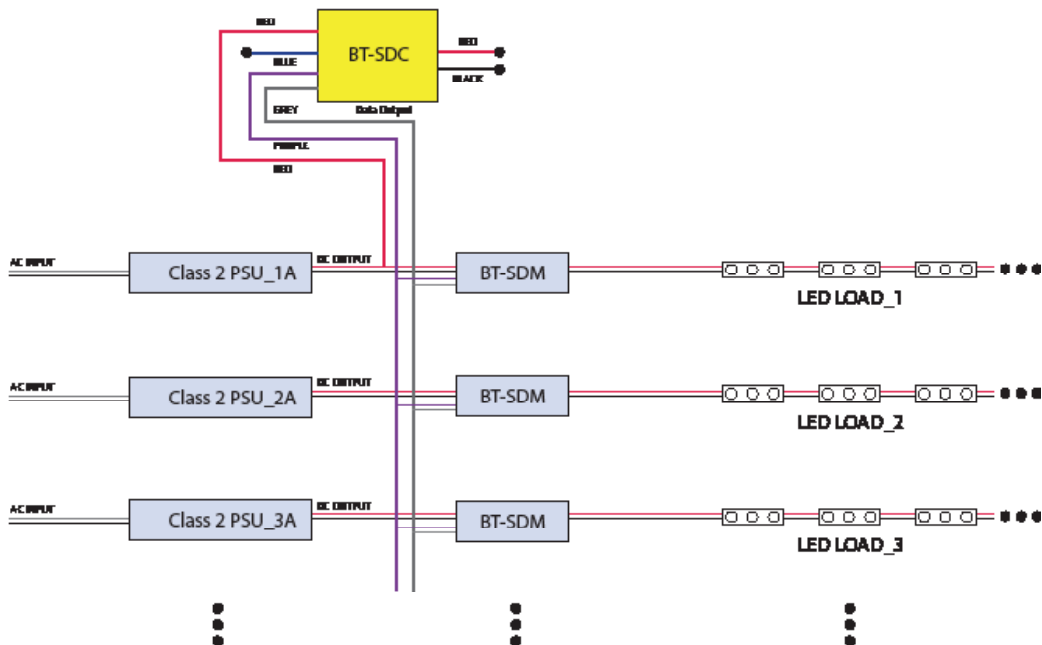 RED
BT-SDC
RED
BLUE
BLACK
GREY
Data Output
PURPLE
RED
AC INPUT
Class 2 PSU_1A
DC OUTPUT
BT-SDM
LED LOAD_1
AC INPUT
Class 2 PSU_2A
DC OUTPUT
BT-SDM
LED LOAD_2
AC INPUT
Class 2 PSU_3A
DC OUTPUT
BT-SDM
LED LOAD_3